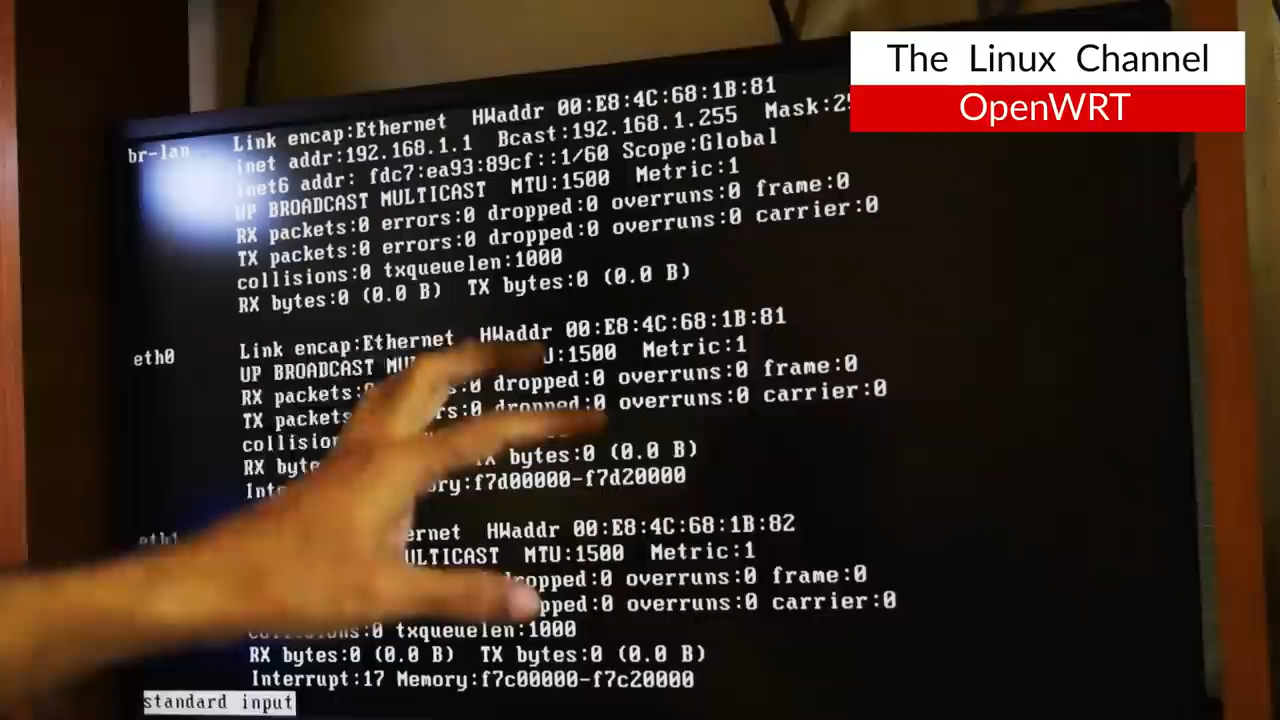 The Linux Channel
OpenWRT
br-lan Link encap:Ethernet HWaddr 00:E8:4C:68:1B:81
inet addr:192.168.1.1 Bcast:192.168.1.255
inet6 addr: fdc7:ea93:89cf::1/60 Scope:Global
UP BROADCAST MULTICAST MTU:1500 Metric:1
RX packets:0 errors:0 dropped:0 overruns:0 frame:0
TX packets:0 errors:0 dropped:0 overruns:0 carrier:0
collisions:0 txqueuelen:1000
RX bytes:0 (0.0 B) TX bytes:0 (0.0 B)
eth0 Link encap:Ethernet HWaddr 00:E8:4C:68:1B:81
UP BROADCAST :1500 Metric:1
RX dropped:0 overruns:0 frame:0
TX dropped:0 overruns:0 carrier:0
RX bytes:0 (0.0 B)
f7d00000-f7d20000
eth1 HWaddr 00:E8:4C:68:1B:82
MTU:1500 Metric:1
overruns:0 frame:0
overruns:0 carrier:0
collisions:0 txqueuelen:1000
RX bytes:0 (0.0 B) TX bytes:0 (0.0 B)
Interrupt:17 Memory:f7c00000-f7c20000
standard input